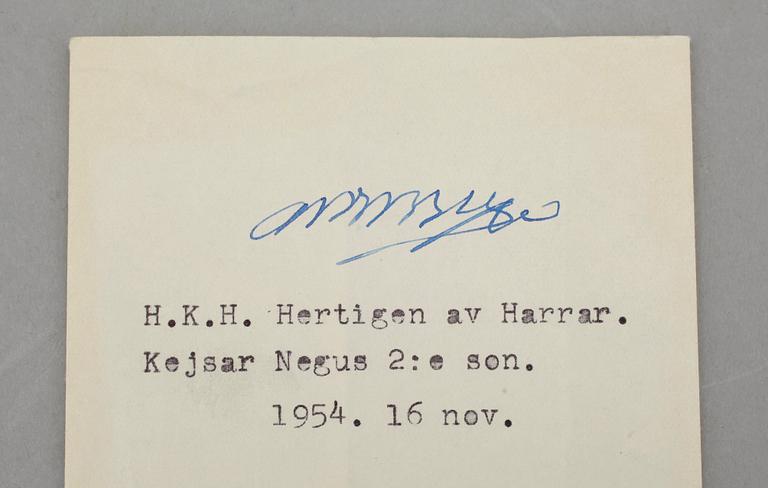 H.K.H. Hertigen av Harrar.
Kejsar Negus 2:e son.
1954. 16 nov.